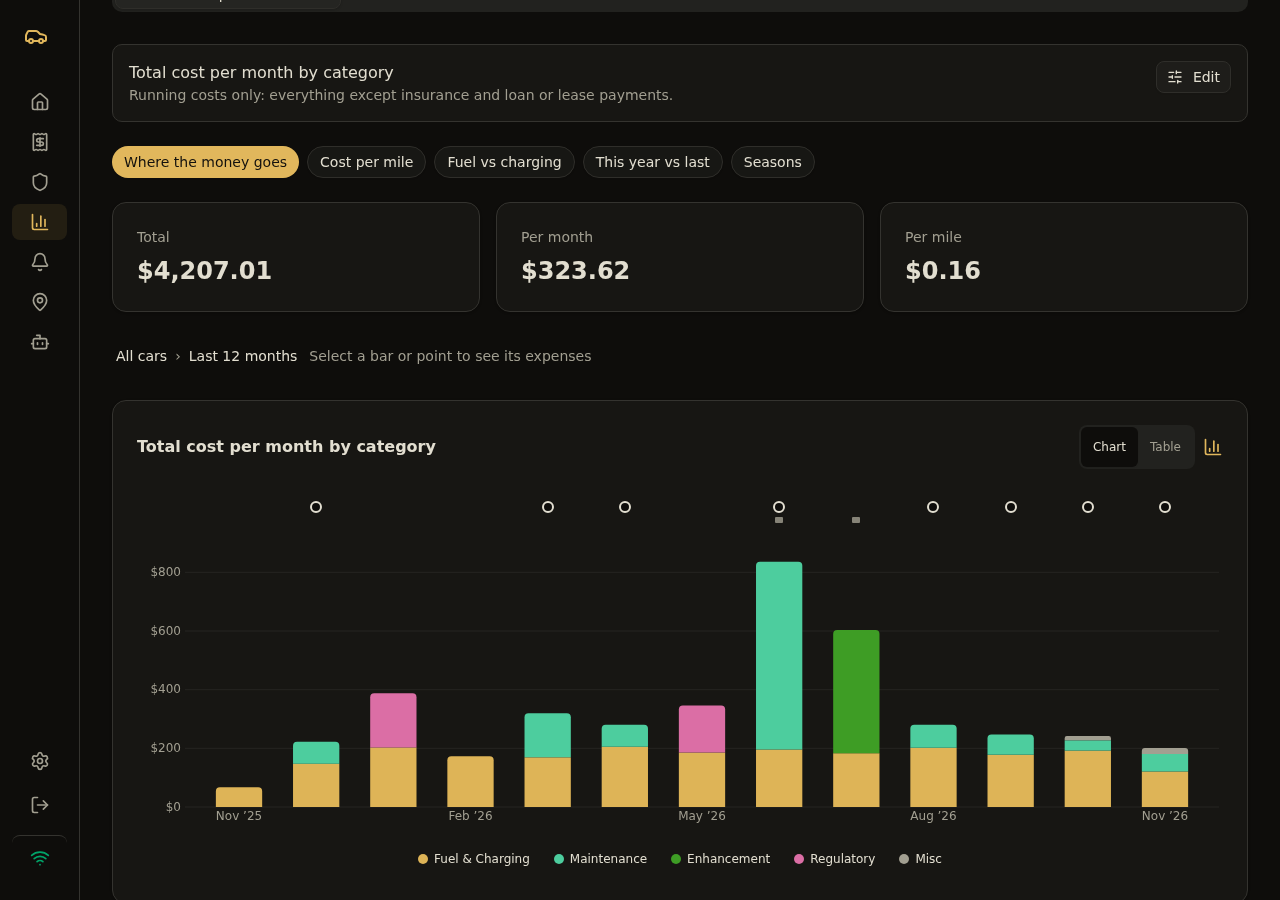 Total cost per month by category
Running costs only: everything except insurance and loan or lease payments.
Edit
Where the money goes
Cost per mile
Fuel vs charging
This year vs last
Seasons
Total
$4,207.01
Per month
$323.62
Per mile
$0.16
All cars › Last 12 months Select a bar or point to see its expenses
Total cost per month by category
Chart
Table
$800
$600
$400
$200
$0
Nov ’25
Feb ’26
May ’26
Aug ’26
Nov ’26
Fuel & Charging
Maintenance
Enhancement
Regulatory
Misc